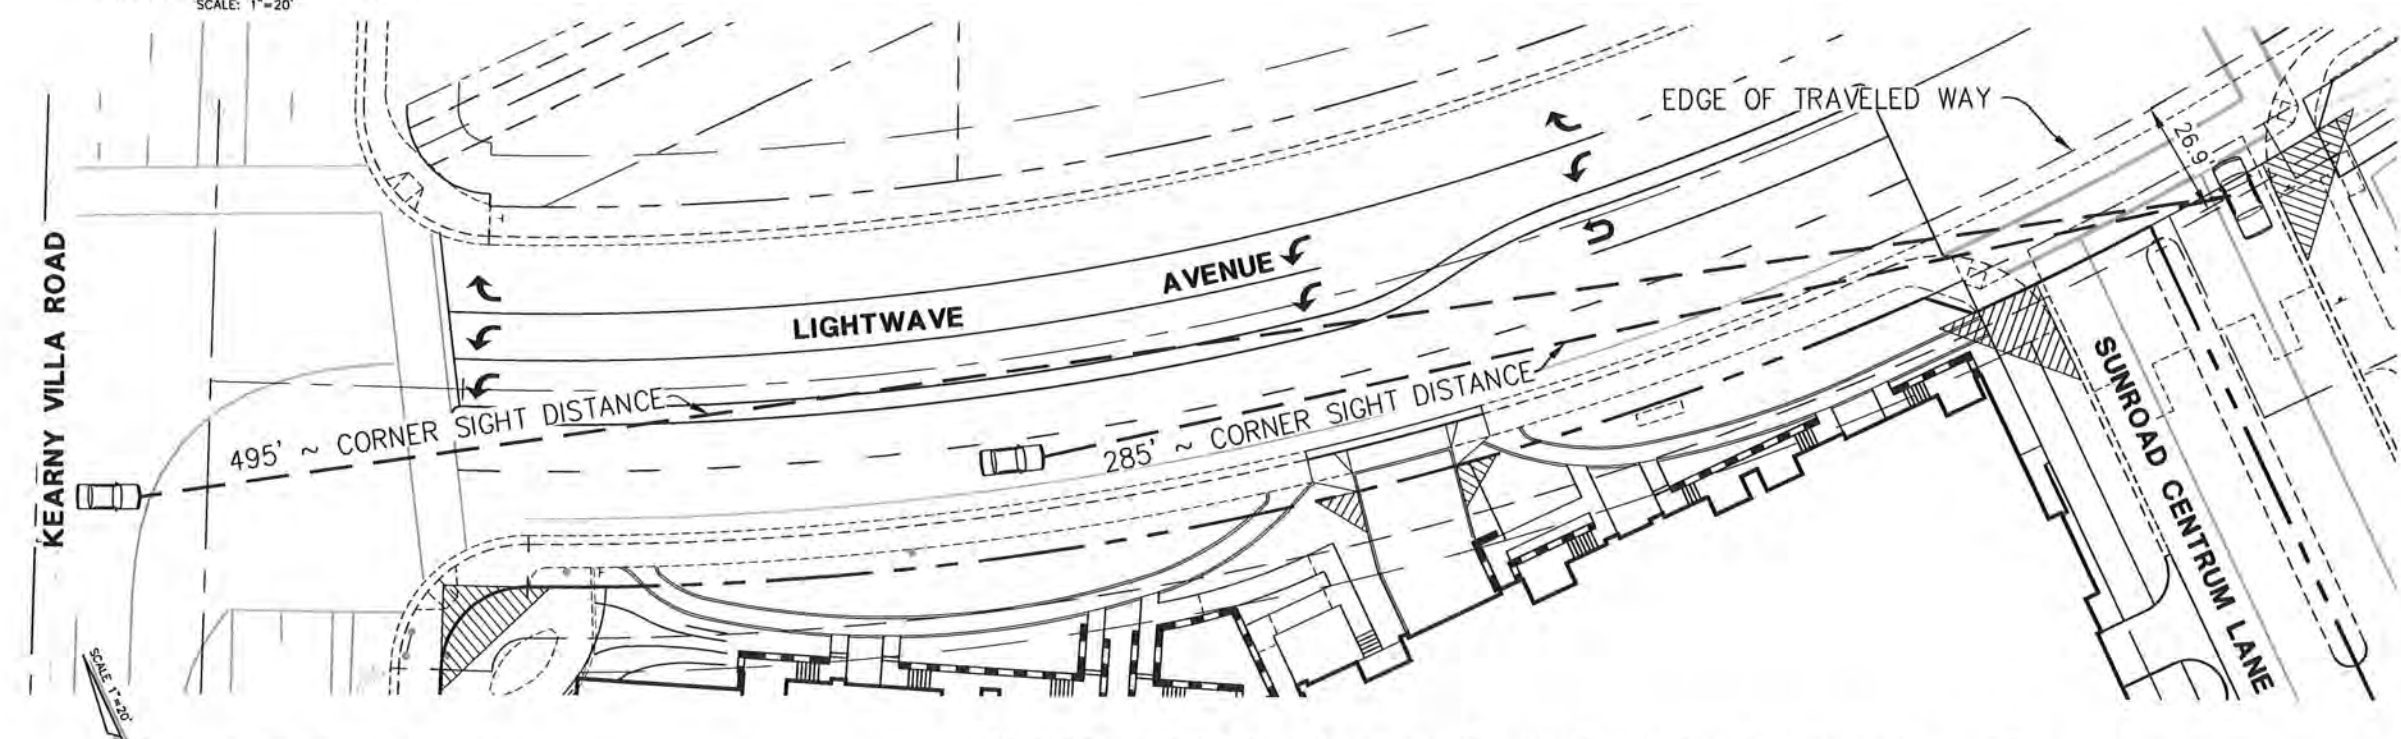 SCALE: 1"=20'
EDGE OF TRAVELED WAY
26.9'
KEARNY VILLA ROAD
LIGHTWAVE AVENUE
495' ~ CORNER SIGHT DISTANCE
285' ~ CORNER SIGHT DISTANCE
SUNROAD CENTRUM LANE
SCALE 1"=20'